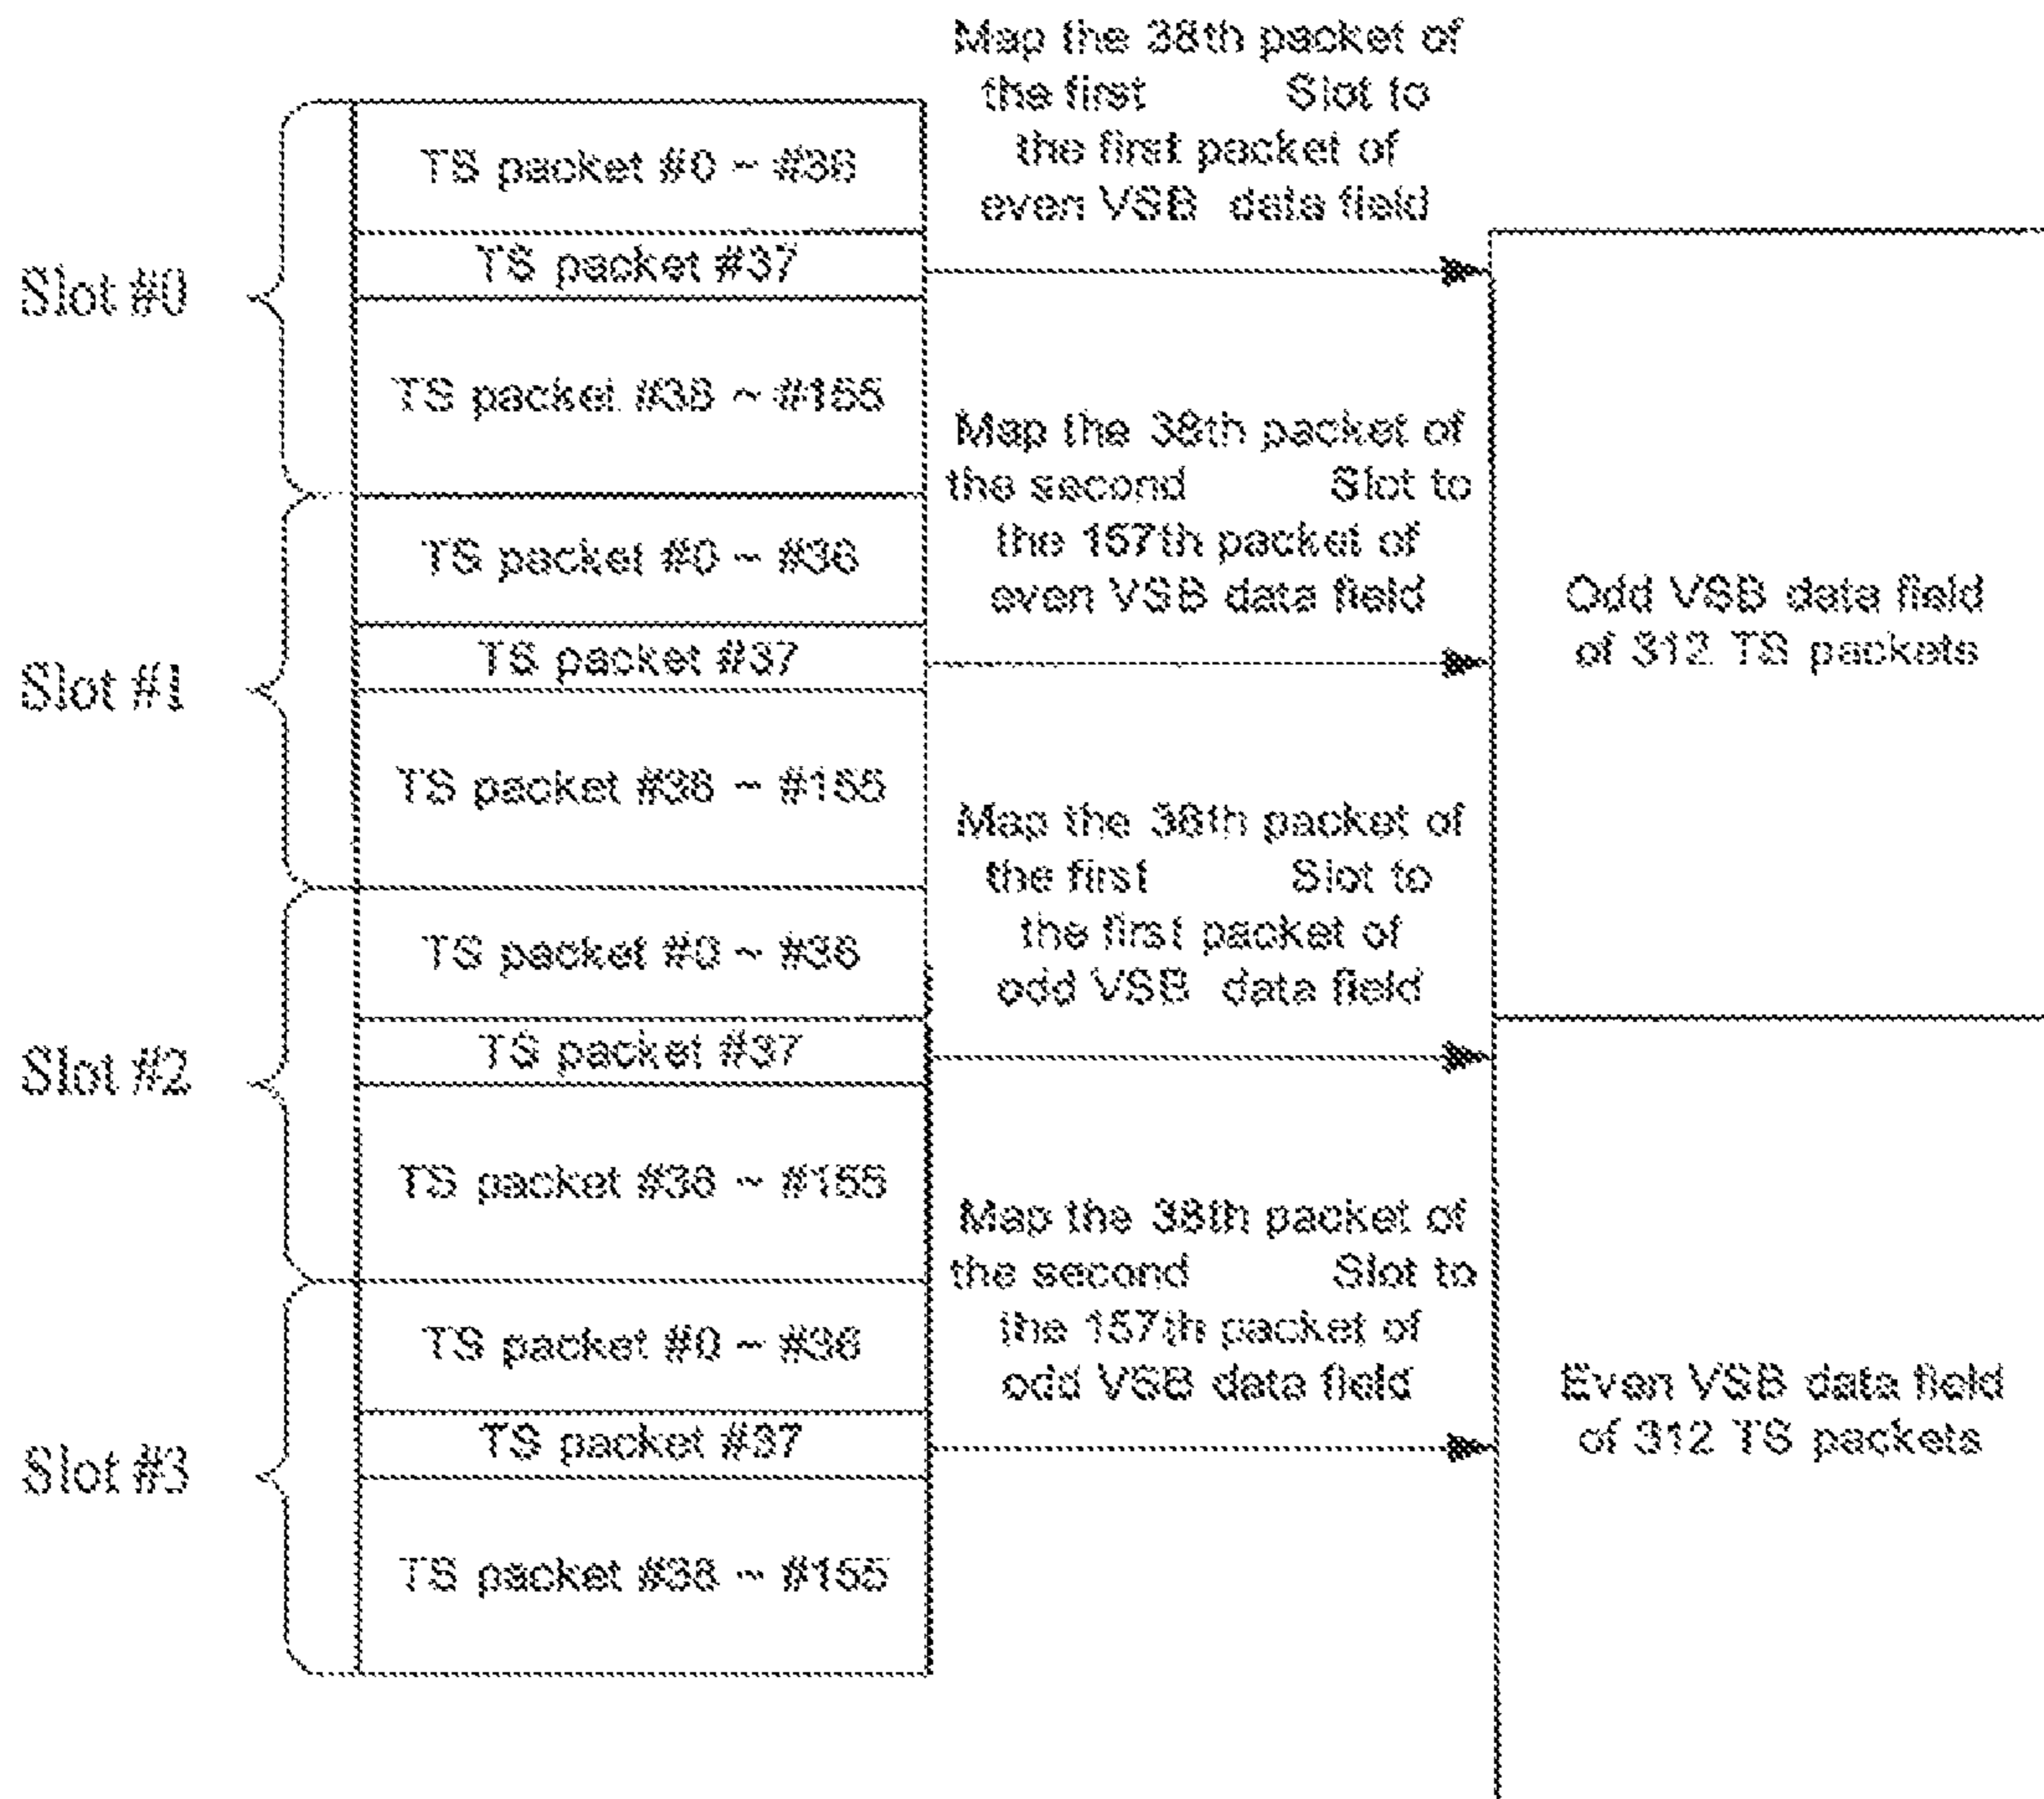 Map the 38th packet of
the first Slot to
the first packet of
even VSB data field
Slot #0
TS packet #0 ~ #36
TS packet #37
TS packet #38 ~ #155
Map the 38th packet of
the second Slot to
the 157th packet of
even VSB data field
Slot #1
TS packet #0 ~ #36
TS packet #37
TS packet #38 ~ #155
Odd VSB data field
of 312 TS packets
Map the 38th packet of
the first Slot to
the first packet of
odd VSB data field
Slot #2
TS packet #0 ~ #36
TS packet #37
TS packet #38 ~ #155
Map the 38th packet of
the second Slot to
the 157th packet of
odd VSB data field
Slot #3
TS packet #0 ~ #36
TS packet #37
TS packet #38 ~ #155
Even VSB data field
of 312 TS packets